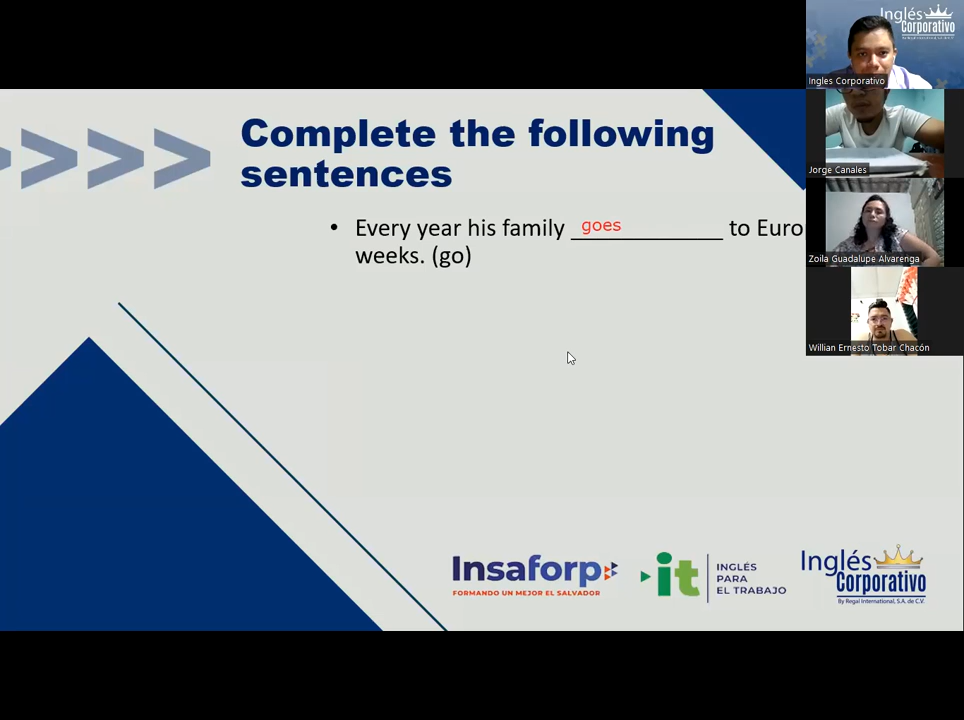 Inglés
Corporativo
Ingles Corporativo
Complete the following
sentences
Jorge Canales
• Every year his family ____________ to Euro
goes
weeks. (go)
Zoila Guadalupe Alvarenga
Willian Ernesto Tobar Chacón
Insaforp
FORMANDO UN MEJOR EL SALVADOR
it
INGLÉS
PARA
EL TRABAJO
Inglés
Corporativo
By Regal International, S.A. de C.V.